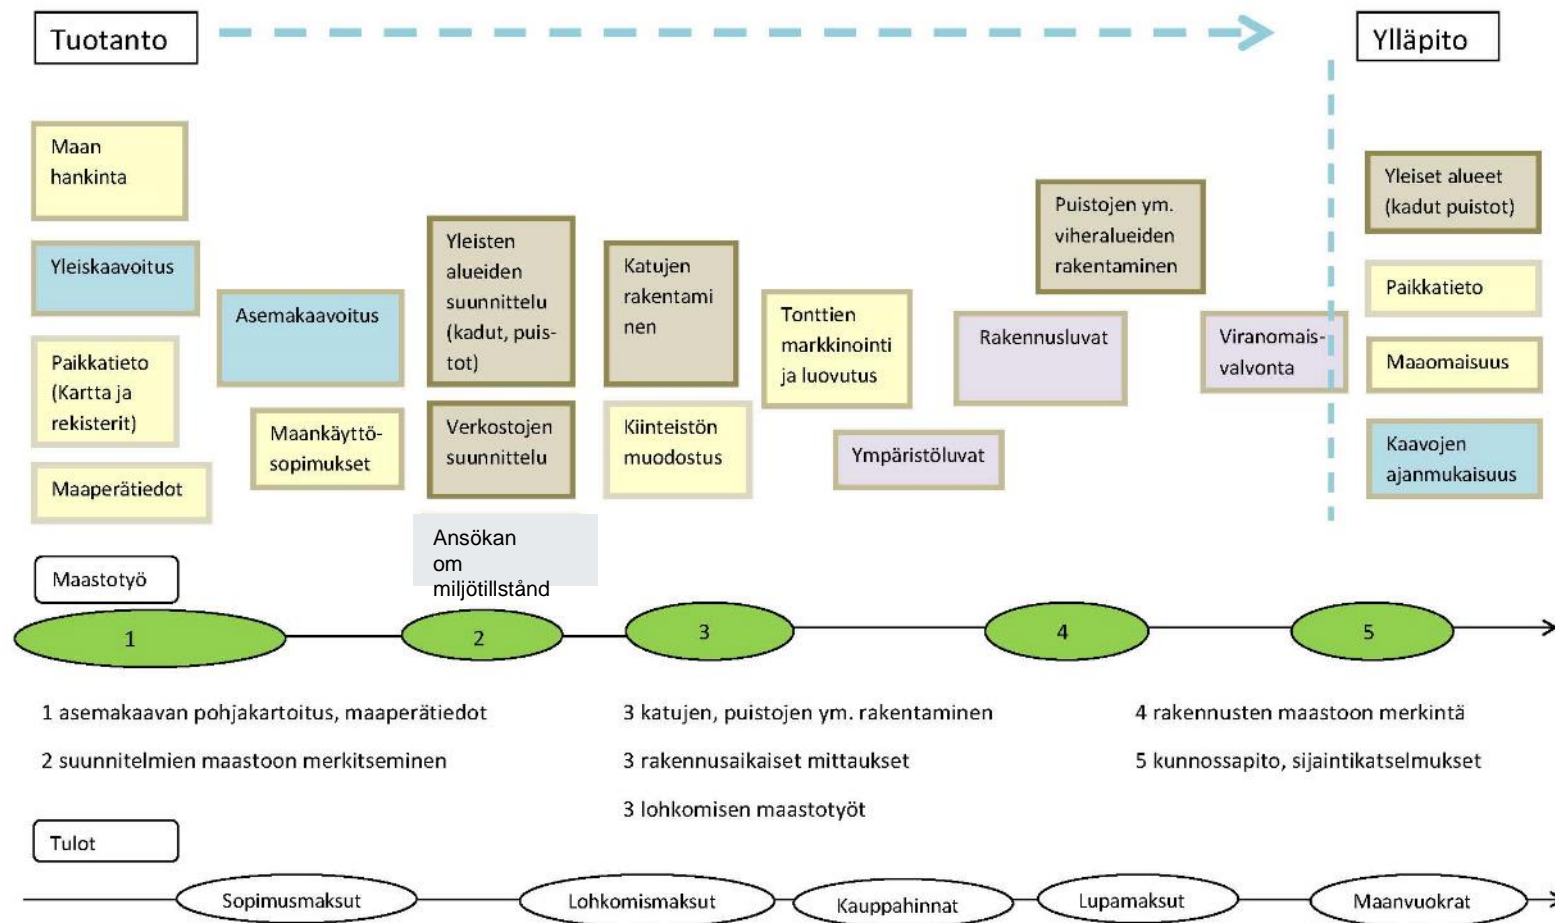 Tuotanto
Ylläpito
Maan
hankinta
Yleiskaavoitus
Paikkatieto
(Kartta ja
rekisterit)
Maaperätiedot
Asemakaavoitus
Maankäyttö-
sopimukset
Yleisten
alueiden
suunnittelu
(kadut, puis-
tot)
Verkostojen
suunnittelu
Ansökan
om
miljötillstånd
Katujen
rakentami
nen
Kiinteistön
muodostus
Tonttien
markkinointi
ja luovutus
Ympäristöluvat
Rakennusluvat
Puistojen ym.
viheralueiden
rakentaminen
Viranomais-
valvonta
Yleiset alueet
(kadut puistot)
Paikkatieto
Maaomaisuus
Kaavojen
ajanmukaisuus
Maastotyö
1
2
3
4
5
1 asemakaavan pohjakartoitus, maaperätiedot
2 suunnitelmien maastoon merkitseminen
3 katujen, puistojen ym. rakentaminen
3 rakennusaikaiset mittaukset
3 lohkomisen maastotyöt
4 rakennusten maastoon merkintä
5 kunnossapito, sijaintikatselmukset
Tulot
Sopimusmaksut
Lohkomismaksut
Kauppahinnat
Lupamaksut
Maanvuokrat